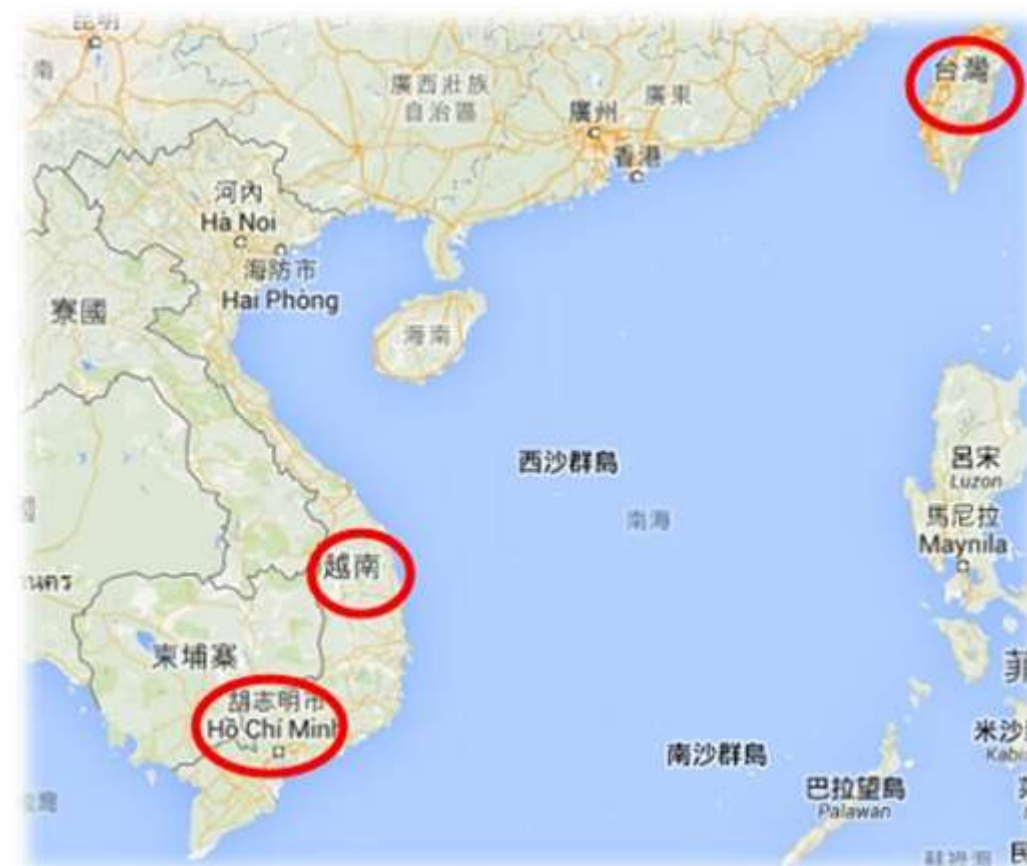 昆明
台灣
廣西壯族
自治區
廣東
廣州
香港
河內
Hà Noi
海防市
Hai Phòng
寮國
海南
西沙群島
呂宋
Luzon
南海
馬尼拉
Maynila
越南
柬埔寨
胡志明市
Hồ Chí Minh
南沙群島
巴拉望島
Palawan